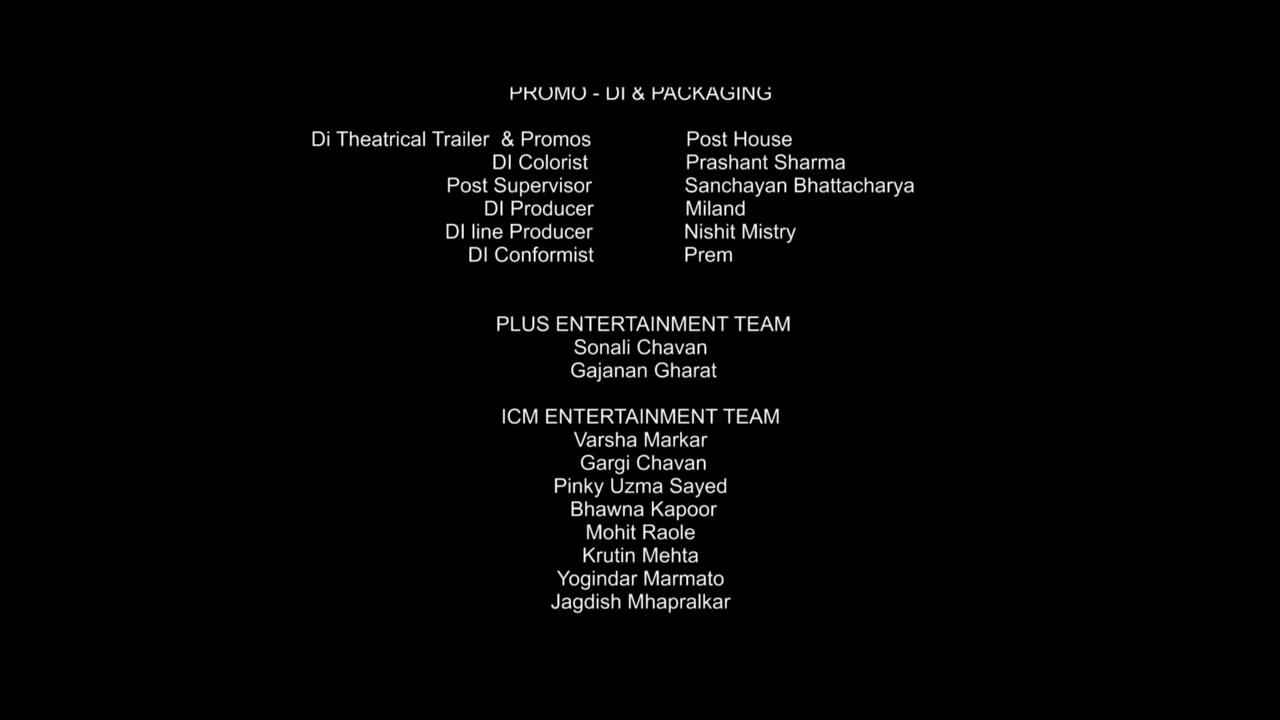 PROMO - DI & PACKAGING
Di Theatrical Trailer & Promos Post House
DI Colorist Prashant Sharma
Post Supervisor Sanchayan Bhattacharya
DI Producer Miland
DI line Producer Nishit Mistry
DI Conformist Prem
PLUS ENTERTAINMENT TEAM
Sonali Chavan
Gajanan Gharat
ICM ENTERTAINMENT TEAM
Varsha Markar
Gargi Chavan
Pinky Uzma Sayed
Bhawna Kapoor
Mohit Raole
Krutin Mehta
Yogindar Marmato
Jagdish Mhapralkar